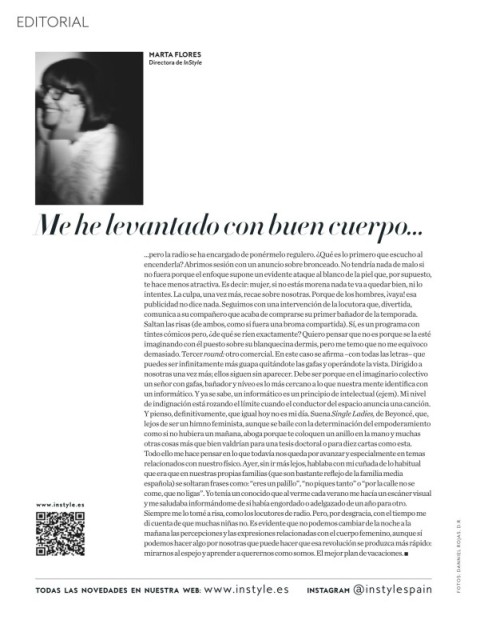 EDITORIAL
MARTA FLORES
Directora de InStyle
Me he levantado con buen cuerpo...
...pero la radio se ha encargado de ponérmelo regulero. ¿Qué es lo primero que escucho al
encenderla? Abrimos sesión con un anuncio sobre bronceado. No tendría nada de malo si
no fuera porque el enfoque supone un evidente ataque al blanco de la piel que, por supuesto,
te hace menos atractiva. Es decir: mujer, si no estás morena nada te va a quedar bien, ni lo
intentes. La culpa, una vez más, recae sobre nosotras. Porque de los hombres, ¡vaya! esa
publicidad no dice nada. Seguimos con una intervención de la locutora que, divertida,
comunica a su compañero que acaba de comprarse su primer bañador de la temporada.
Saltan las risas (de ambos, como si fuera una broma compartida). Sí, es un programa con
tintes cómicos pero, ¿de qué se ríen exactamente? Quiero pensar que no es porque se la esté
imaginando con él puesto sobre su blanquecina dermis, pero me temo que no me equivoco
demasiado. Tercer round: otro comercial. En este caso se afirma –con todas las letras– que
puedes ser infinitamente más guapa quitándote las gafas y operándote la vista. Dirigido a
nosotras una vez más; ellos siguen sin aparecer. Debe ser porque en el imaginario colectivo
un señor con gafas, bañador y níveo es lo más cercano a lo que nuestra mente identifica con
un informático. Y ya se sabe, un informático es un principio de intelectual (ejem). Mi nivel
de indignación está rozando el límite cuando el conductor del espacio anuncia una canción.
Y pienso, definitivamente, que igual hoy no es mi día. Suena Single Ladies, de Beyoncé, que,
lejos de ser un himno feminista, aunque se baile con la determinación del empoderamiento
como si no hubiera un mañana, aboga porque te coloquen un anillo en la mano y muchas
otras cosas más que bien valdrían para una tesis doctoral o para diez cartas como esta.
Todo ello me hace pensar en lo que todavía nos queda por avanzar y especialmente en temas
relacionados con nuestro físico. Ayer, sin ir más lejos, hablaba con mi cuñada de lo habitual
que era que en nuestras propias familias (que son bastante reflejo de la familia media
española) se soltaran frases como: "eres un palillo", "no piques tanto" o "por la calle no se
come, que no ligas". Yo tenía un conocido que al verme cada verano me hacía un escáner visual
y me saludaba informándome de si había engordado o adelgazado de un año para otro.
Siempre me lo tomé a risa, como los locutores de radio. Pero, por desgracia, con el tiempo me
di cuenta de que muchas niñas no. Es evidente que no podemos cambiar de la noche a la
mañana las percepciones y las expresiones relacionadas con el cuerpo femenino, aunque sí
podemos hacer algo por nosotras que puede hacer que esa revolución se produzca más rápido:
mirarnos al espejo y aprender a querernos como somos. El mejor plan de vacaciones. ■
www.instyle.es
TODAS LAS NOVEDADES EN NUESTRA WEB: www.instyle.es INSTAGRAM @instylespain
FOTOS: DANNIEL ROJAS, D.R.